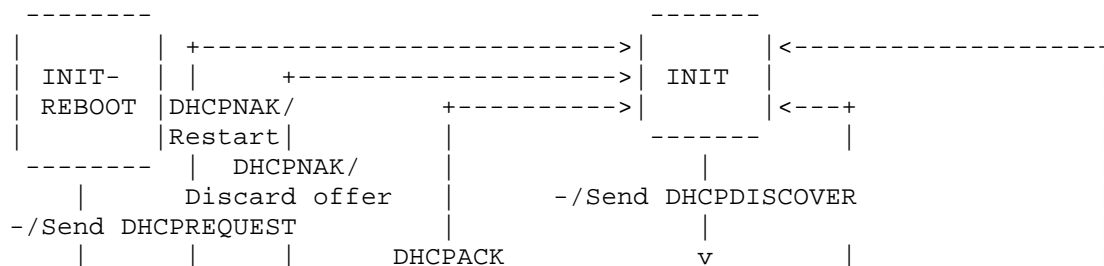 --------                               -------
|        | +-------------------------->|       |<-------------------
| INIT-  | |     +-------------------->| INIT  |
| REBOOT |DHCPNAK/         +---------->|       |<---+
|        |Restart|         |            -------     |
 --------  |  DHCPNAK/     |               |
    |      Discard offer   |      -/Send DHCPDISCOVER
-/Send DHCPREQUEST         |               |
    |      |     |      DHCPACK            v        |